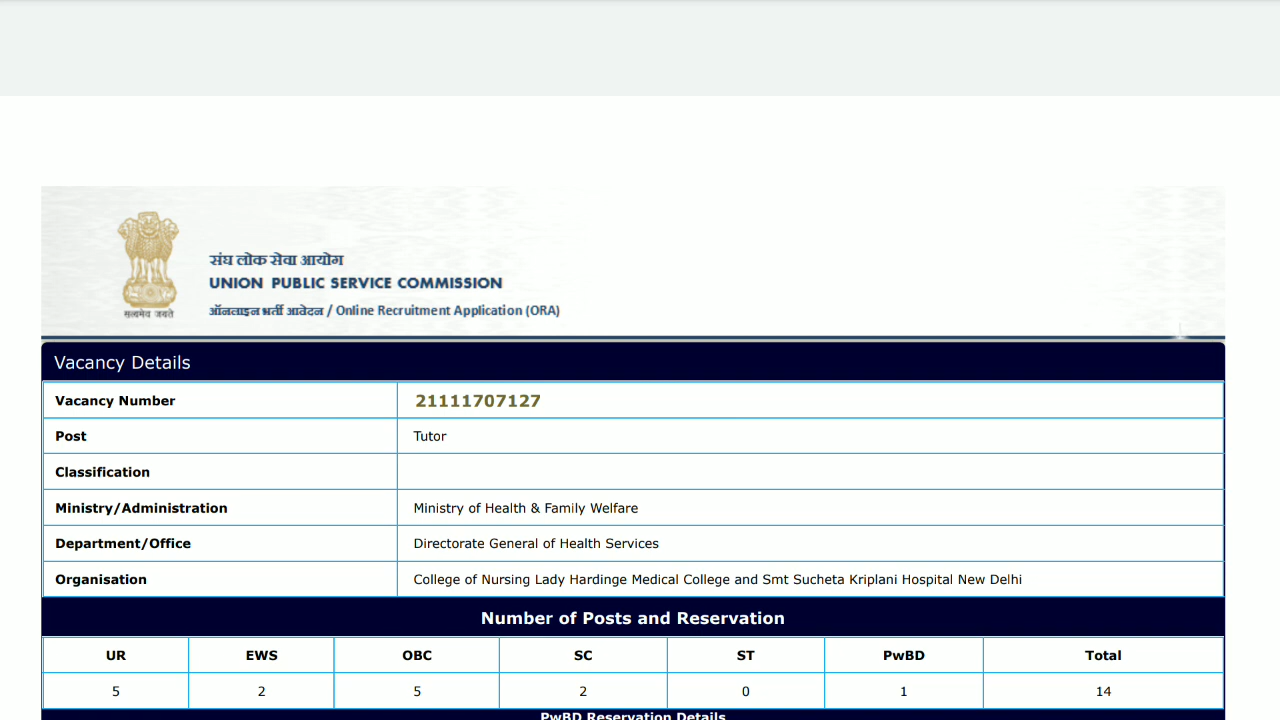 सत्यमेव जयते
संघ लोक सेवा आयोग
UNION PUBLIC SERVICE COMMISSION
ऑनलाइन भर्ती आवेदन / Online Recruitment Application (ORA)
Vacancy Details
Vacancy Number 21111707127
Post Tutor
Classification
Ministry/Administration Ministry of Health & Family Welfare
Department/Office Directorate General of Health Services
Organisation College of Nursing Lady Hardinge Medical College and Smt Sucheta Kriplani Hospital New Delhi
Number of Posts and Reservation
UR EWS OBC SC ST PwBD Total
5 2 5 2 0 1 14
PwBD Reservation Details